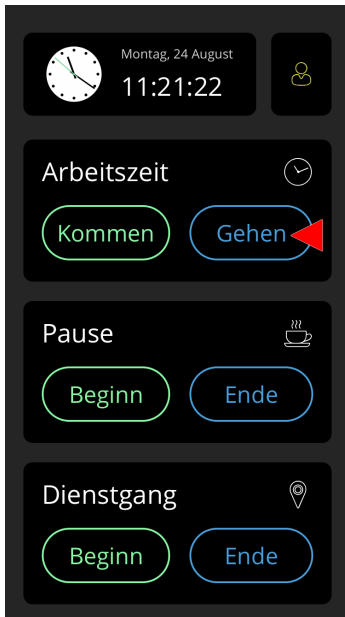 Montag, 24 August
11:21:22
Arbeitszeit
Kommen Gehen
Pause
Beginn Ende
Dienstgang
Beginn Ende